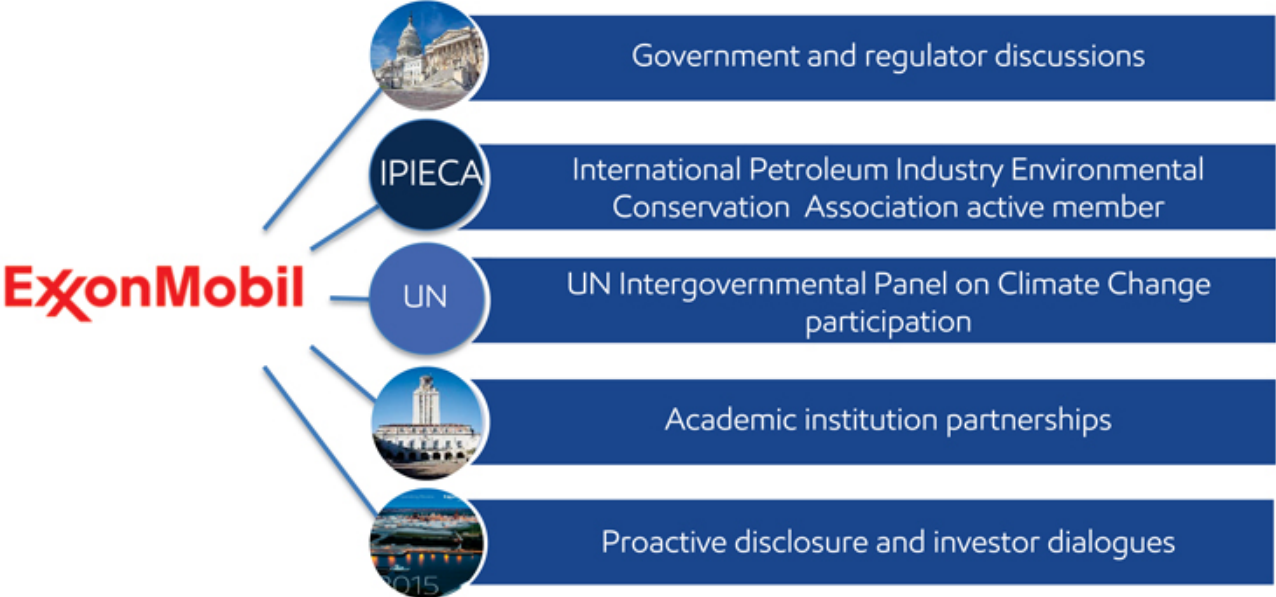 Government and regulator discussions
IPIECA
International Petroleum Industry Environmental
Conservation Association active member
ExxonMobil
UN
UN Intergovernmental Panel on Climate Change
participation
Academic institution partnerships
Proactive disclosure and investor dialogues
2015